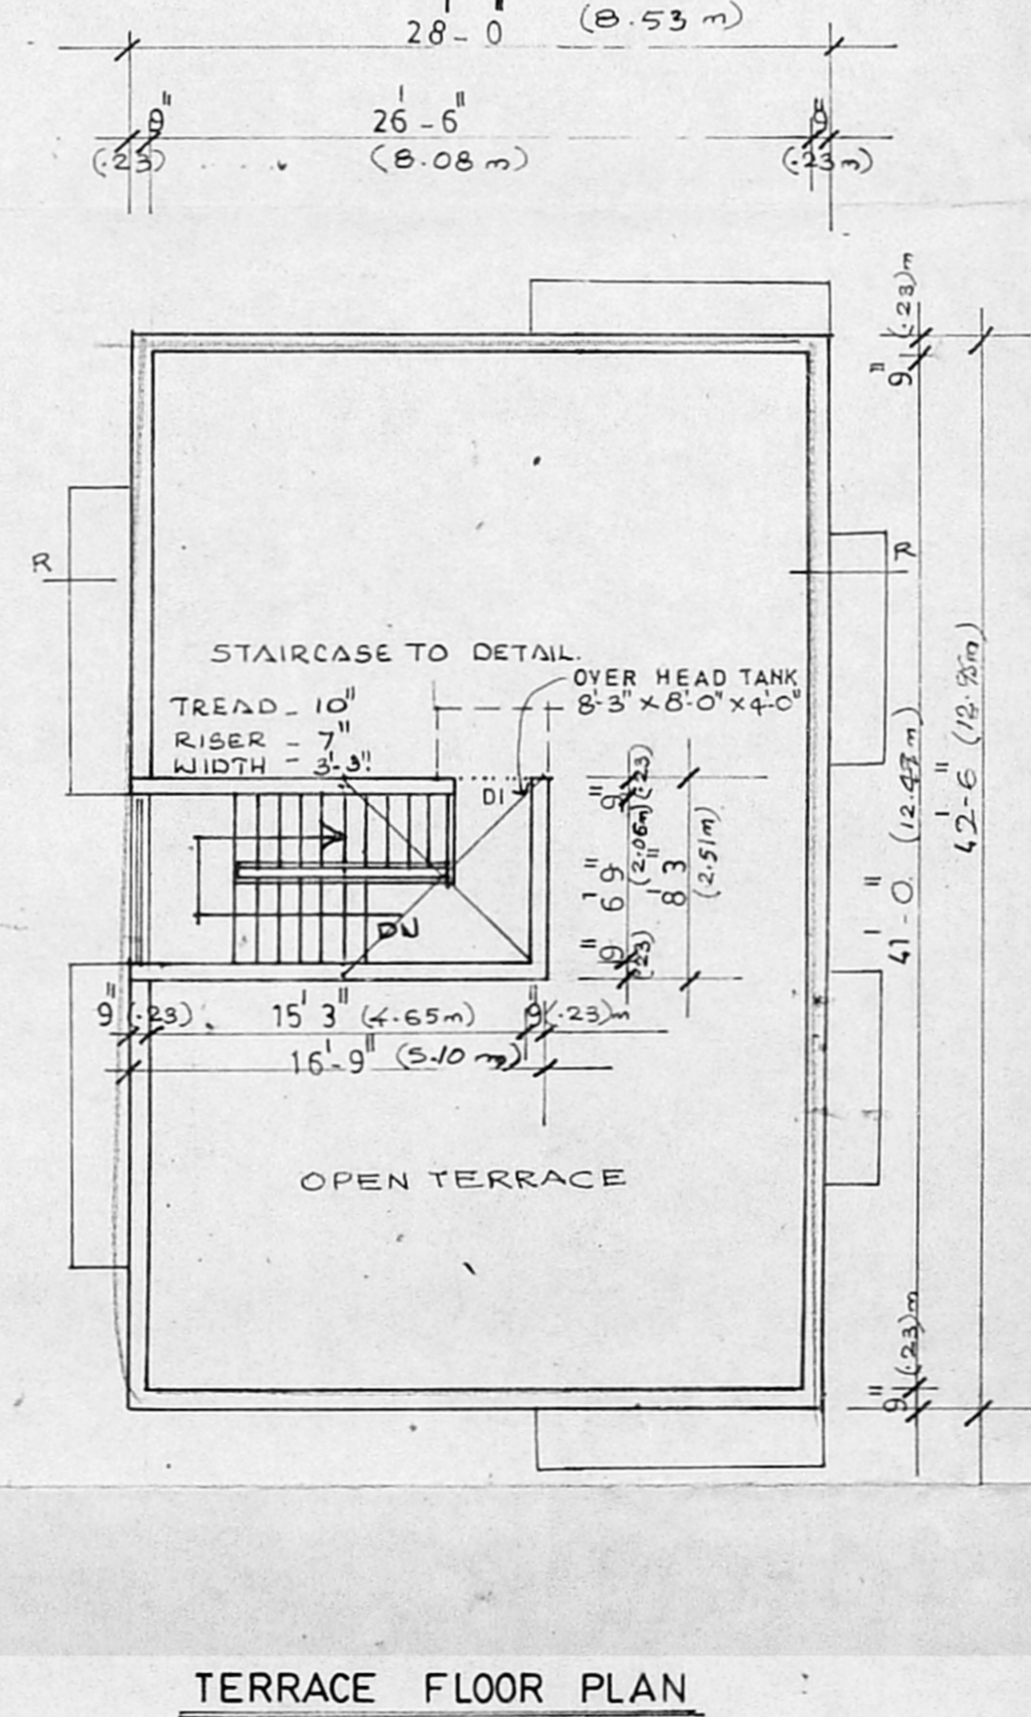 28'-0" (8.53 m)
9" 26'-6" 9"
(.23) (8.08 m) (.23 m)
(.23)m
9"
R R
STAIRCASE TO DETAIL.
OVER HEAD TANK
8'-3" x 8'-0" x 4'-0"
TREAD - 10"
RISER - 7"
WIDTH - 3'-3".
D1
DN
9" (.23)
6' 9" (2.06m)
9" (.23)
8' 3" (2.51m)
41'-0" (12.47 m)
42'-6" (12.95m)
9" (.23) 15' 3" (4.65m) 9" (.23)m
16'-9" (5.10 m)
OPEN TERRACE
(.23)m
9"
TERRACE FLOOR PLAN